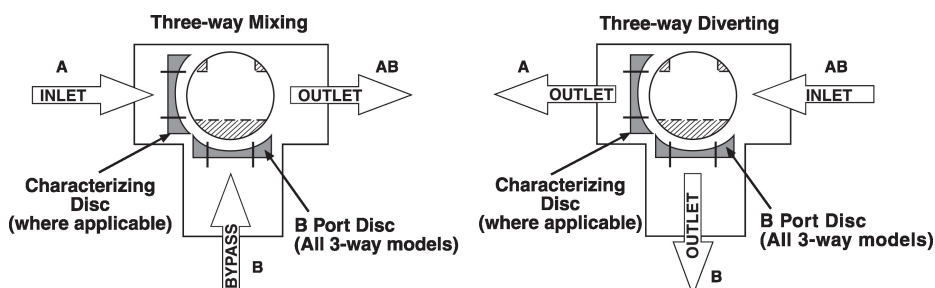 Three-way Mixing
A
INLET
AB
OUTLET
Characterizing
Disc
(where applicable)
BYPASS
B
B Port Disc
(All 3-way models)
Three-way Diverting
A
OUTLET
AB
INLET
Characterizing
Disc
(where applicable)
OUTLET
B
B Port Disc
(All 3-way models)